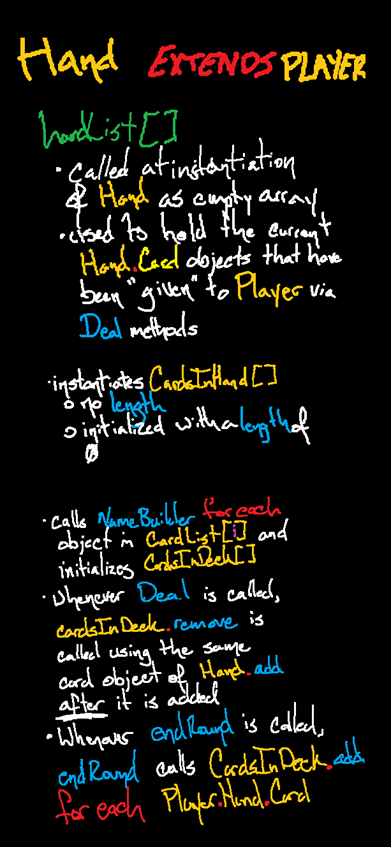 Hand EXTENDS PLAYER
handList[]
• Called at instantiation
of Hand as empty array
• Used to hold the current
Hand.Card objects that have
been "given" to Player via
Deal methods
• instantiates CardsInHand[]
o no length
o initialized with a length of
0
• calls NameBuilder for each
object in CardList[i] and
initializes CardsInDeck[]
• Whenever Deal is called,
cardsInDeck.remove is
called using the same
card object of Hand.add
after it is added
• Whenever endRound is called,
endRound calls CardsInDeck.add
for each Player.Hand.Card